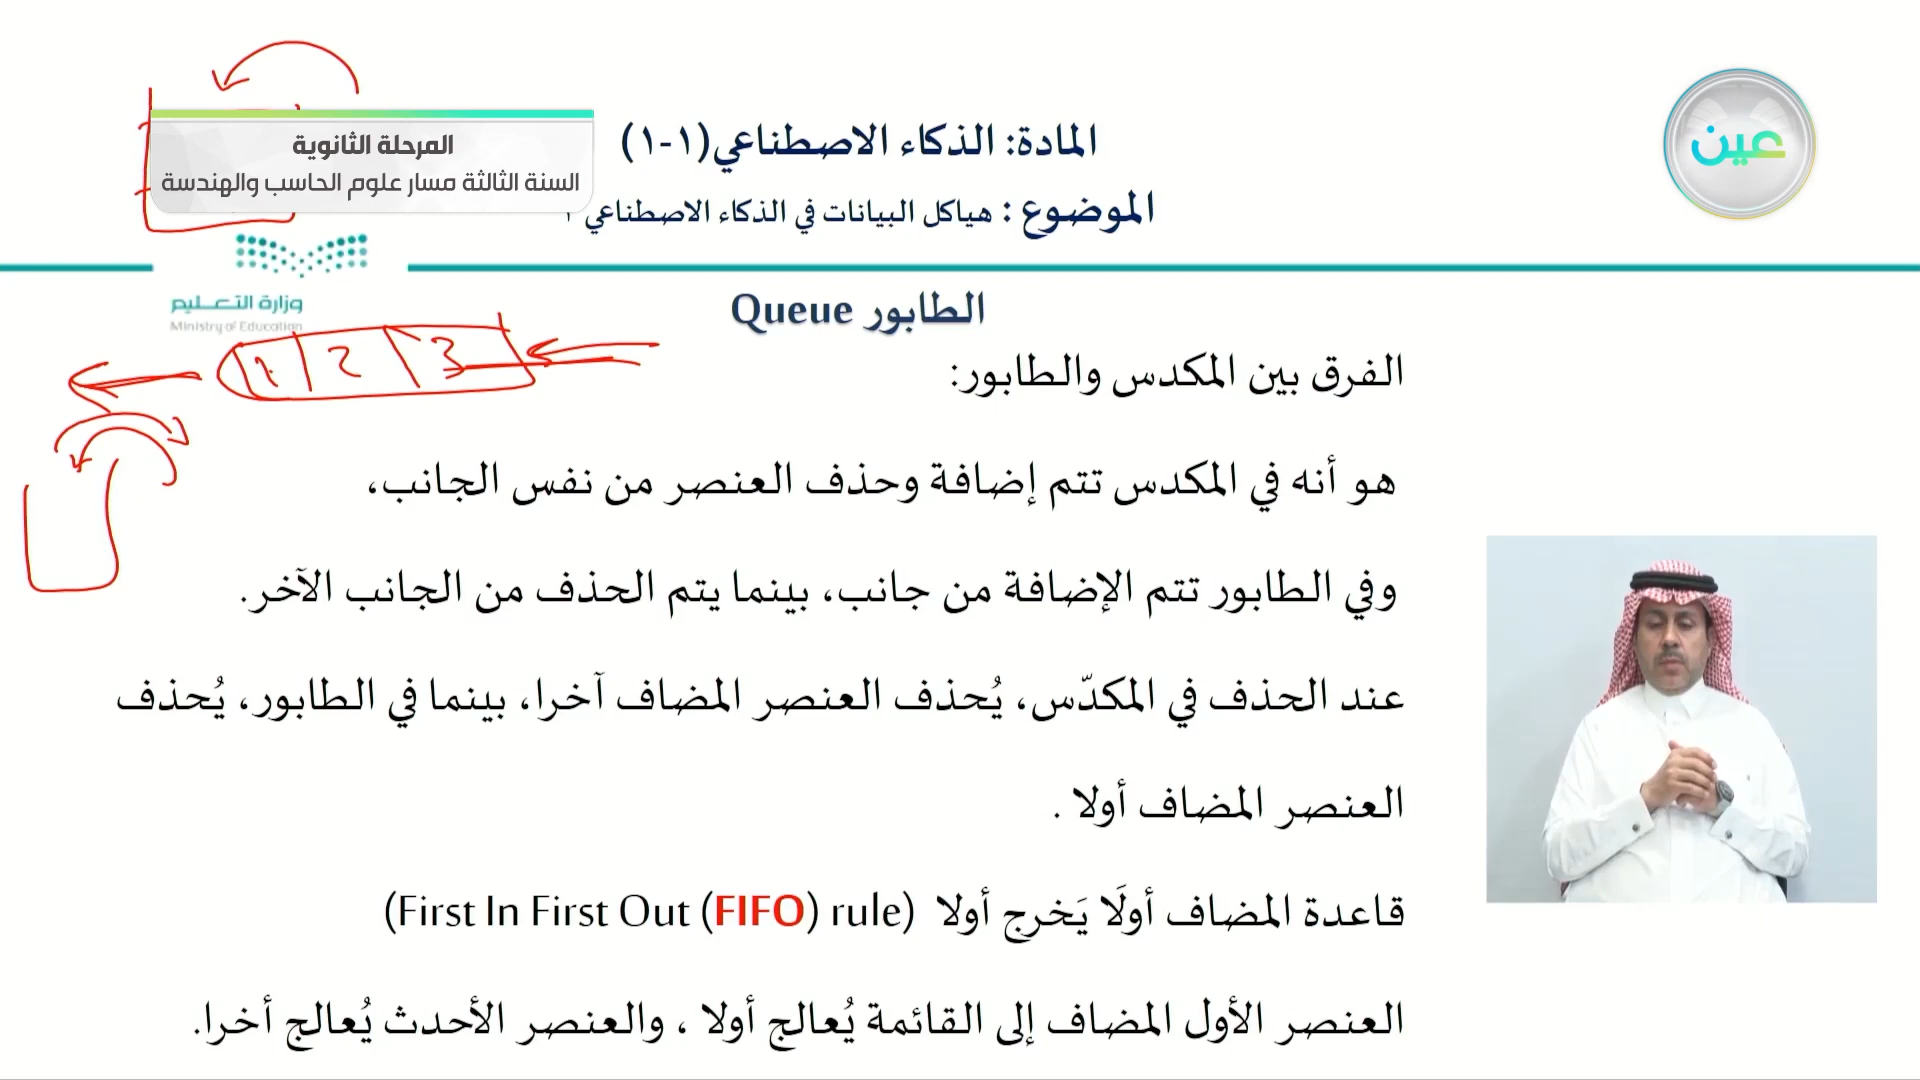 المرحلة الثانوية
السنة الثالثة مسار علوم الحاسب والهندسة
المادة: الذكاء الاصطناعي(١-١)
الموضوع : هياكل البيانات في الذكاء الاصطناعي
عين
وزارة التعليم
Ministry of Education
الطابور Queue
1 2 3
الفرق بين المكدس والطابور:
هو أنه في المكدس تتم إضافة وحذف العنصر من نفس الجانب،
وفي الطابور تتم الإضافة من جانب، بينما يتم الحذف من الجانب الآخر.
عند الحذف في المكدّس، يُحذف العنصر المضاف آخرا، بينما في الطابور، يُحذف
العنصر المضاف أولا .
قاعدة المضاف أولَا يَخرج أولا (First In First Out (FIFO) rule)
العنصر الأول المضاف إلى القائمة يُعالج أولا ، والعنصر الأحدث يُعالج أخرا.